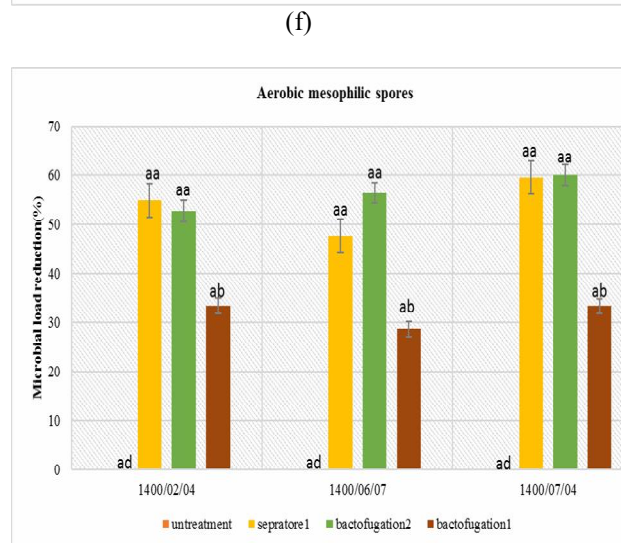 (f)
Aerobic mesophilic spores
Microbial load reduction(%)
70
60
50
40
30
20
10
0
ad aa aa ab
ad aa aa ab
ad aa aa ab
1400/02/04 1400/06/07 1400/07/04
untreatment sepratore1 bactofugation2 bactofugation1